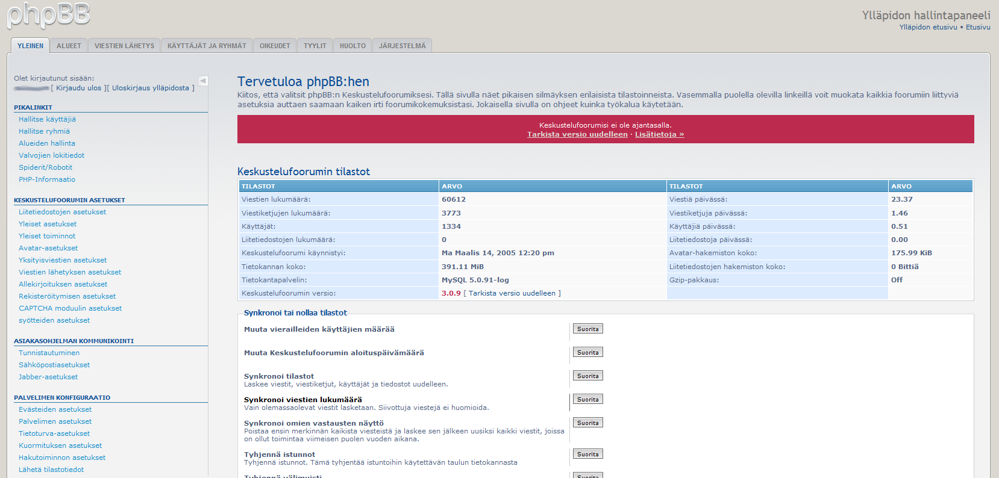 phpBB
Ylläpidon hallintapaneeli
Ylläpidon etusivu • Etusivu
YLEINEN
ALUEET
VIESTIEN LÄHETYS
KÄYTTÄJÄT JA RYHMÄT
OIKEUDET
TYYLIT
HUOLTO
JÄRJESTELMÄ
Olet kirjautunut sisään:
[ Kirjaudu ulos ][ Uloskirjaus ylläpidosta ]
PIKALINKIT
Hallitse käyttäjiä
Hallitse ryhmiä
Alueiden hallinta
Valvojien lokitiedot
Spiderit/Robotit
PHP-Informaatio
KESKUSTELUFOORUMIN ASETUKSET
Liitetiedostojen asetukset
Yleiset asetukset
Yleiset toiminnot
Avatar-asetukset
Yksityisviestien asetukset
Viestien lähetyksen asetukset
Allekirjoituksen asetukset
Rekisteröitymisen asetukset
CAPTCHA moduulin asetukset
syötteiden asetukset
ASIAKASOHJELMAN KOMMUNIKOINTI
Tunnistautuminen
Sähköpostiasetukset
Jabber-asetukset
PALVELIMEN KONFIGURAATIO
Evästeiden asetukset
Palvelimen asetukset
Tietoturva-asetukset
Kuormituksen asetukset
Hakutoiminnon asetukset
Lähetä tilastotiedot
Tervetuloa phpBB:hen
Kiitos, että valitsit phpBB:n Keskustelufoorumiksesi. Tällä sivulla näet pikaisen silmäyksen erilaisista tilastoinneista. Vasemmalla puolella olevilla linkeillä voit muokata kaikkia foorumiin liittyviä
asetuksia auttaen saamaan kaiken irti foorumikokemuksistasi. Jokaisella sivulla on ohjeet kuinka työkalua käytetään.
Keskustelufoorumisi ei ole ajantasalla.
Tarkista versio uudelleen · Lisätietoja »
Keskustelufoorumin tilastot
TILASTOT ARVO TILASTOT ARVO
Viestien lukumäärä: 60612 Viestiä päivässä: 23.37
Viestiketjujen lukumäärä: 3773 Viestiketjuja päivässä: 1.46
Käyttäjät: 1334 Käyttäjiä päivässä: 0.51
Liitetiedostojen lukumäärä: 0 Liitetiedostoja päivässä: 0.00
Keskustelufoorumi käynnistyi: Ma Maalis 14, 2005 12:20 pm Avatar-hakemiston koko: 175.99 KiB
Tietokannan koko: 391.11 MiB Liitetiedostojen hakemiston koko: 0 Bittiä
Tietokantapalvelin: MySQL 5.0.91-log Gzip-pakkaus: Off
Keskustelufoorumin versio: 3.0.9 [ Tarkista versio uudelleen ]
Synkronoi tai nollaa tilastot
Muuta vierailleiden käyttäjien määrää Suorita
Muuta Keskustelufoorumin aloituspäivämäärä Suorita
Synkronoi tilastot Suorita
Laskee viestit, viestiketjut, käyttäjät ja tiedostot uudelleen.
Synkronoi viestien lukumäärä Suorita
Vain olemassaolevat viestit lasketaan. Siivottuja viestejä ei huomioida.
Synkronoi omien vastausten näyttö Suorita
Poistaa ensin merkinnän kaikista viesteistä ja laskee sen jälkeen uusiksi kaikki viestit, joissa
on ollut toimintaa viimeisen puolen vuoden aikana.
Tyhjennä istunnot Suorita
Tyhjennä istunnot. Tämä tyhjentää istuntoihin käytettävän taulun tietokannasta
Tyhjennä välimuisti Suorita